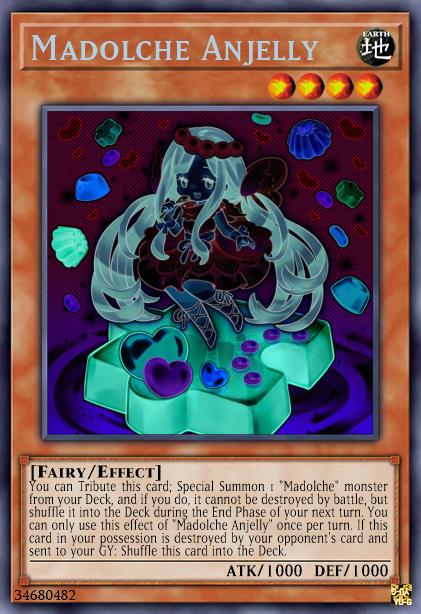 Madolche Anjelly
EARTH
地
[Fairy/Effect]
You can Tribute this card; Special Summon 1 "Madolche" monster
from your Deck, and if you do, it cannot be destroyed by battle, but
shuffle it into the Deck during the End Phase of your next turn. You
can only use this effect of "Madolche Anjelly" once per turn. If this
card in your possession is destroyed by your opponent's card and
sent to your GY: Shuffle this card into the Deck.
ATK/1000 DEF/1000
34680482